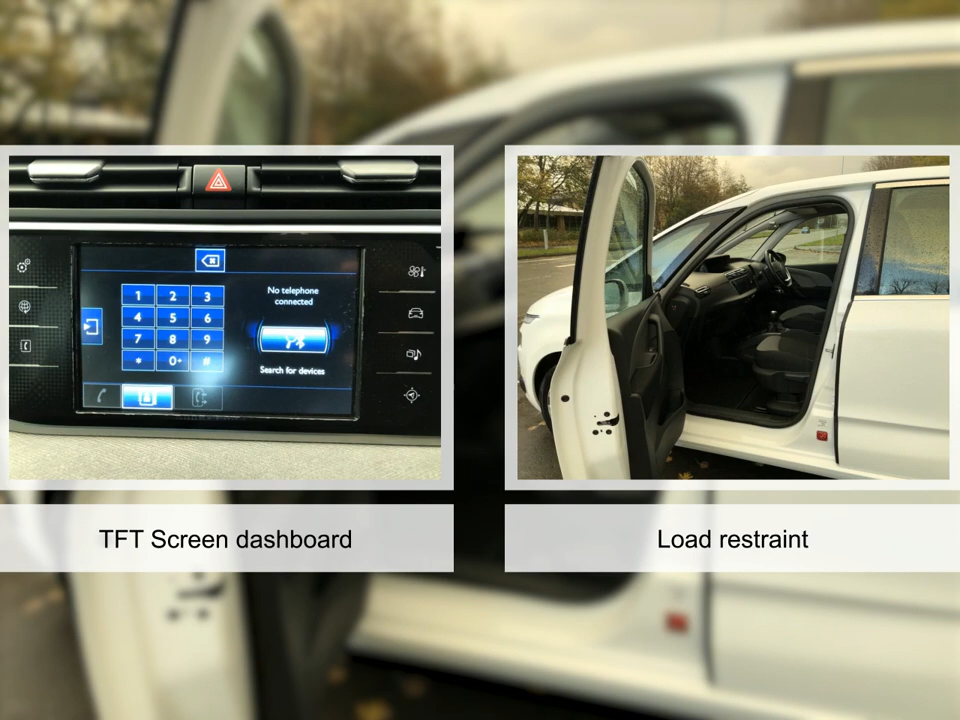 No telephone
connected
1 2 3
4 5 6
7 8 9
* 0+ #
Search for devices
TFT Screen dashboard
Load restraint